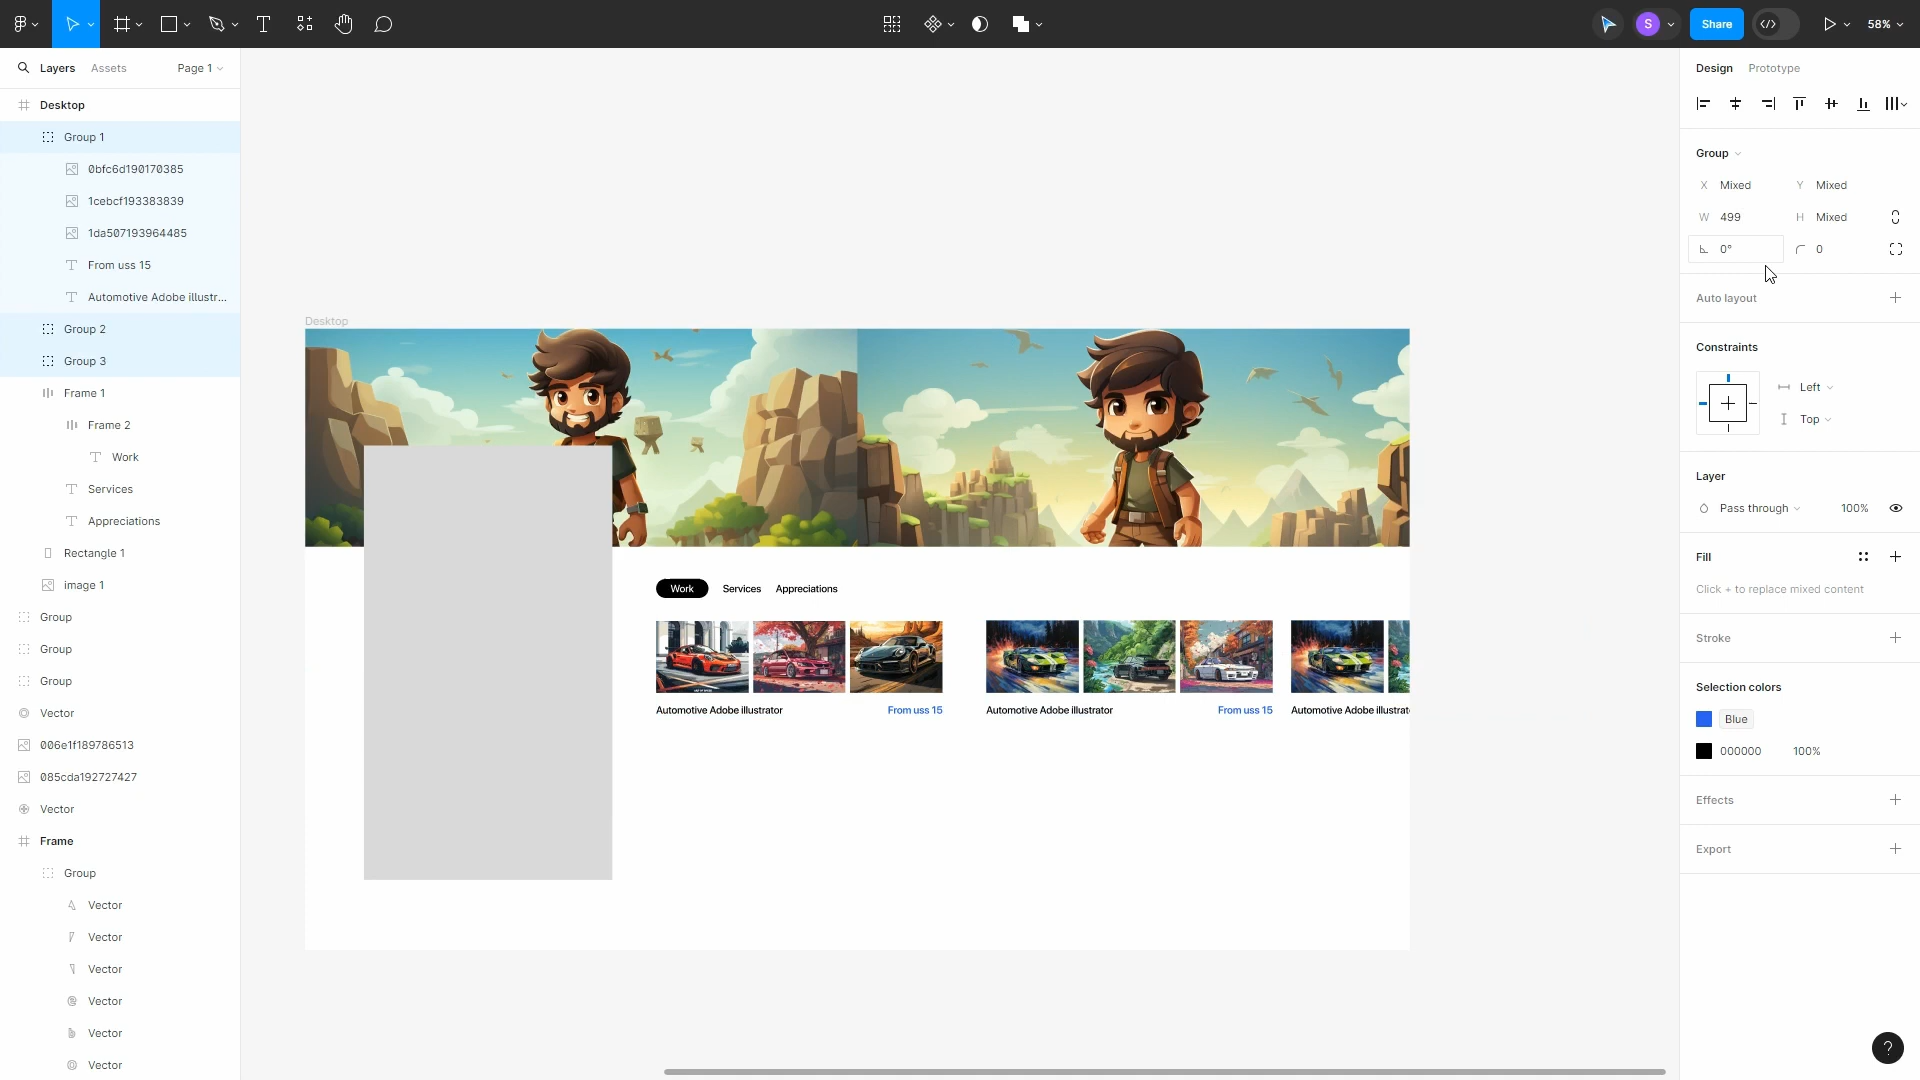 S
Share
58%
Layers
Assets
Page 1
Desktop
Group 1
0bfc6d190170385
1cebcf193383839
1da507193964485
From uss 15
Automotive Adobe illustr...
Group 2
Group 3
Frame 1
Frame 2
Work
Services
Appreciations
Rectangle 1
image 1
Group
Group
Group
Vector
006e1f189786513
085cda192727427
Vector
Frame
Group
Vector
Vector
Vector
Vector
Vector
Vector
Desktop
Work
Services
Appreciations
Automotive Adobe illustrator
From uss 15
Automotive Adobe illustrator
From uss 15
Automotive Adobe illustrat
Design
Prototype
Group
X Mixed
Y Mixed
W 499
H Mixed
0°
0
Auto layout
Constraints
Left
Top
Layer
Pass through
100%
Fill
Click + to replace mixed content
Stroke
Selection colors
Blue
000000
100%
Effects
Export
?